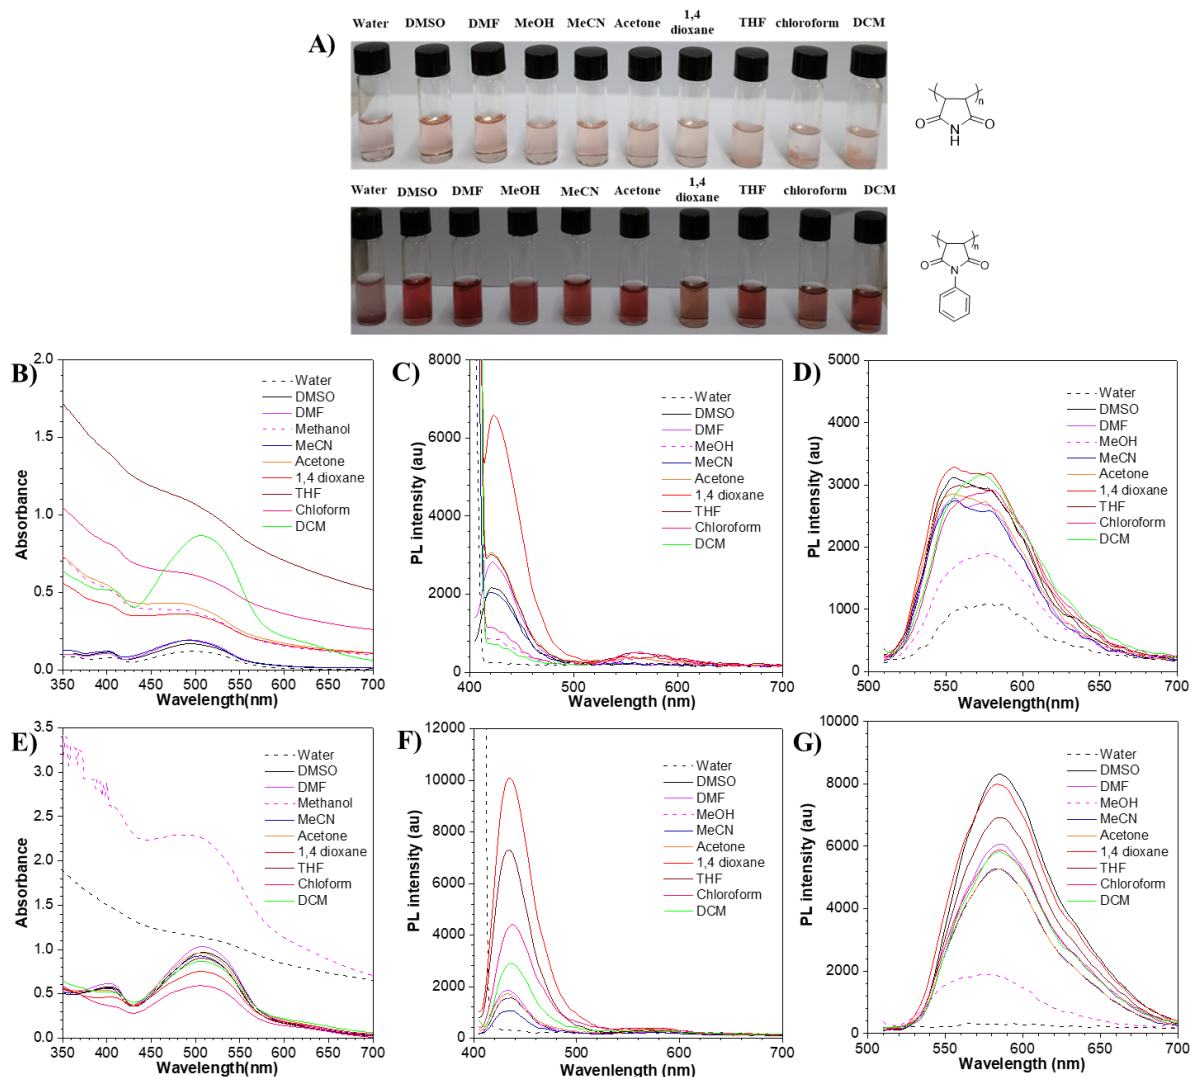 A)
Water DMSO DMF MeOH MeCN Acetone 1,4 dioxane THF chloroform DCM
n
O O
N
H
Water DMSO DMF MeOH MeCN Acetone 1,4 dioxane THF chloroform DCM
n
O O
N
B)
2.0
1.5
1.0
0.5
0.0
Absorbance
350 400 450 500 550 600 650 700
Wavelength(nm)
Water
DMSO
DMF
Methanol
MeCN
Acetone
1,4 dioxane
THF
Chloform
DCM
C)
8000
6000
4000
2000
0
PL intensity (au)
400 500 600 700
Wavelength (nm)
Water
DMSO
DMF
MeOH
MeCN
Acetone
1,4 dioxane
THF
Chloroform
DCM
D)
5000
4000
3000
2000
1000
0
PL intensity (au)
500 550 600 650 700
Wavelength(nm)
Water
DMSO
DMF
MeOH
MeCN
Acetone
1,4 dioxane
THF
Chloroform
DCM
E)
3.5
3.0
2.5
2.0
1.5
1.0
0.5
0.0
Absorbance
350 400 450 500 550 600 650 700
Wavelength(nm)
Water
DMSO
DMF
Methanol
MeCN
Acetone
1,4 dioxane
THF
Chloform
DCM
F)
12000
10000
8000
6000
4000
2000
0
PL intensity (au)
400 500 600 700
Wavenlength (nm)
Water
DMSO
DMF
MeOH
MeCN
Acetone
1,4 dioxane
THF
Chloroform
DCM
G)
10000
8000
6000
4000
2000
0
PL intensity (au)
500 550 600 650 700
Wavelength (nm)
Water
DMSO
DMF
MeOH
MeCN
Acetone
1,4 dioxane
THF
Chloroform
DCM